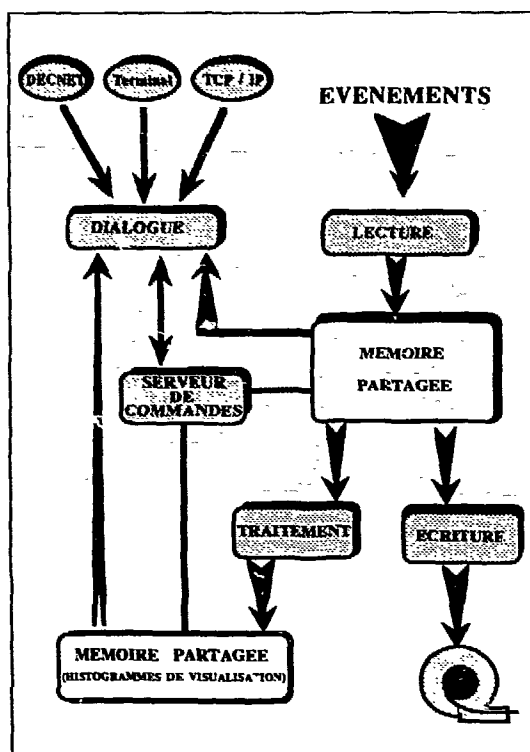 DECNET
Terminal
TCP / IP
EVENEMENTS
DIALOGUE
LECTURE
MEMOIRE
PARTAGEE
SERVEUR
DE
COMMANDES
TRAITEMENT
ECRITURE
MEMOIRE PARTAGEE
(HISTOGRAMMES DE VISUALISATION)